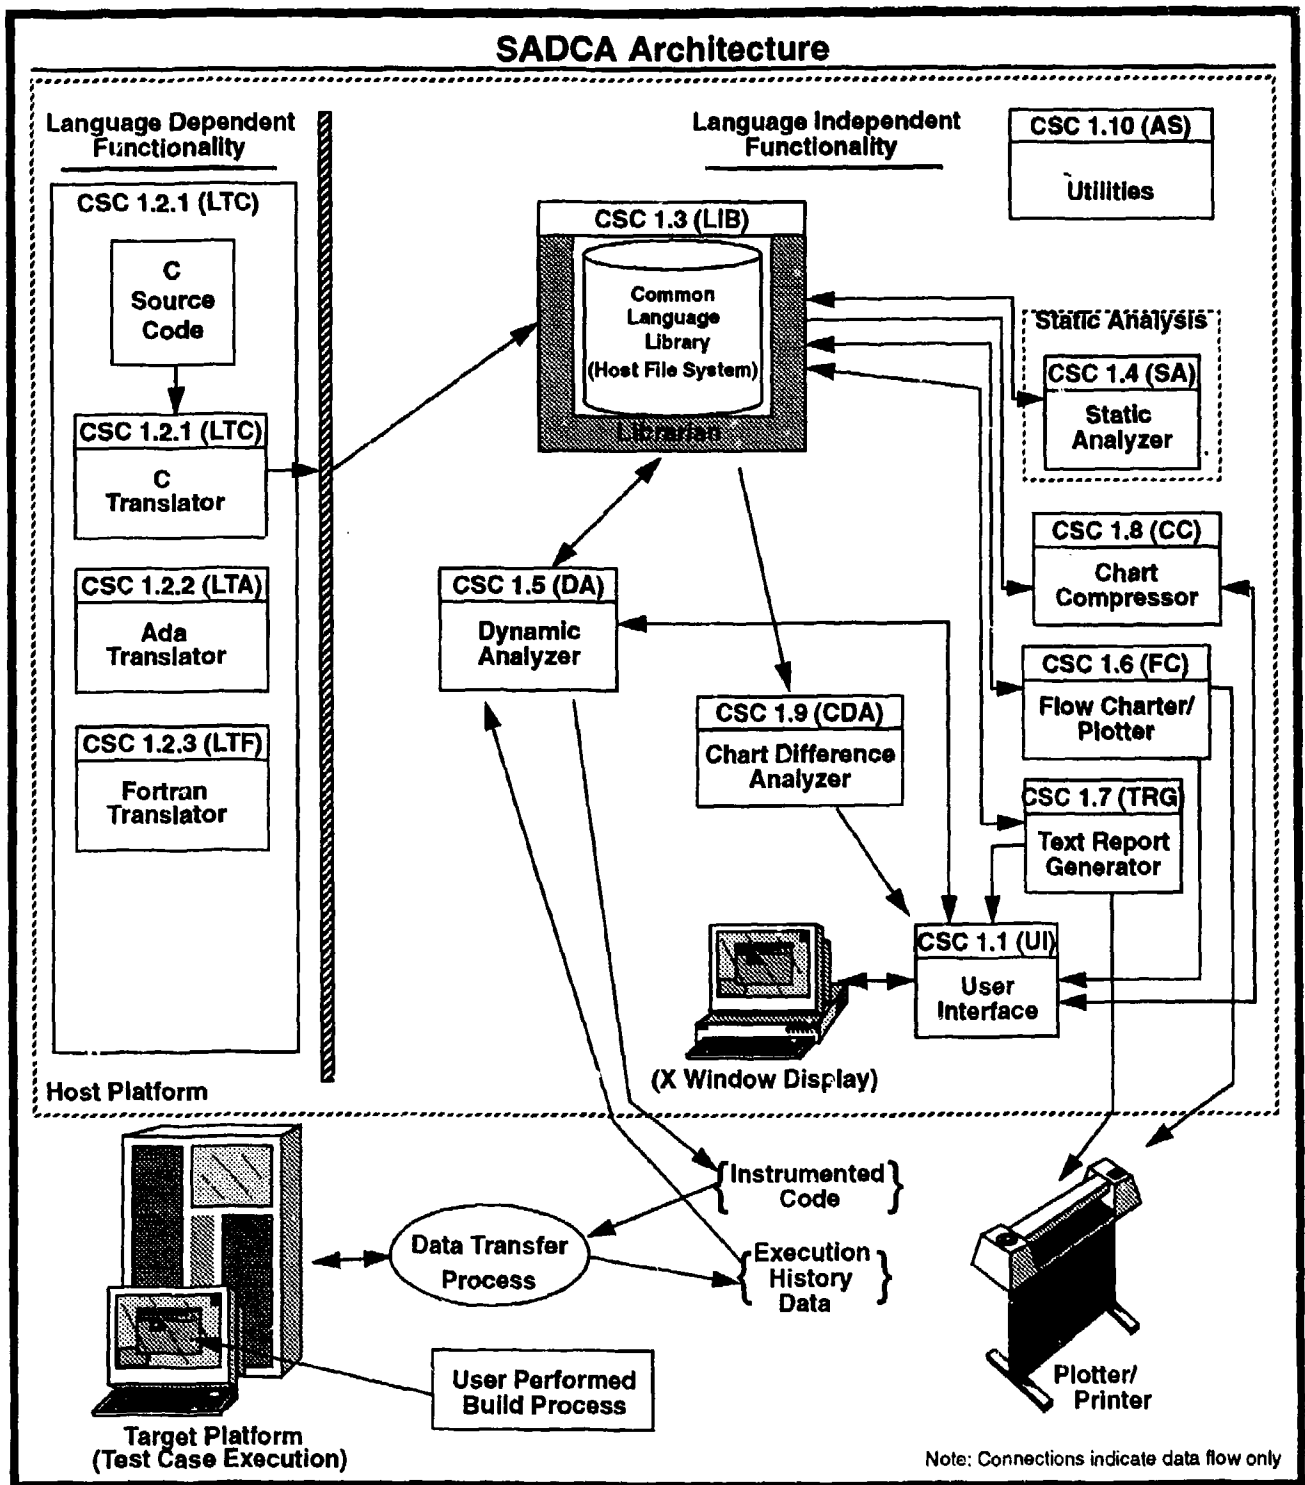 SADCA Architecture
Language Dependent
Functionality
CSC 1.2.1 (LTC)
C
Source
Code
CSC 1.2.1 (LTC)
C
Translator
CSC 1.2.2 (LTA)
Ada
Translator
CSC 1.2.3 (LTF)
Fortran
Translator
Host Platform
Language Independent
Functionality
CSC 1.10 (AS)
Utilities
CSC 1.3 (LIB)
Common
Language
Library
(Host File System)
Librarian
Static Analysis
CSC 1.4 (SA)
Static
Analyzer
CSC 1.8 (CC)
Chart
Compressor
CSC 1.5 (DA)
Dynamic
Analyzer
CSC 1.6 (FC)
Flow Charter/
Plotter
CSC 1.9 (CDA)
Chart Difference
Analyzer
CSC 1.7 (TRG)
Text Report
Generator
CSC 1.1 (UI)
User
Interface
(X Window Display)
{Instrumented
Code }
Data Transfer
Process
{Execution
History
Data }
User Performed
Build Process
Target Platform
(Test Case Execution)
Plotter/
Printer
Note: Connections indicate data flow only